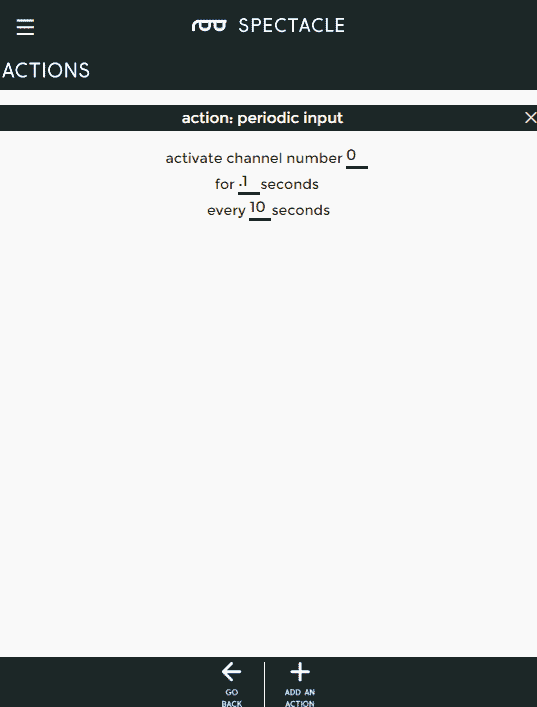 SPECTACLE
ACTIONS
action: periodic input
activate channel number 0
for .1 seconds
every 10 seconds
GO
BACK
ADD AN
ACTION